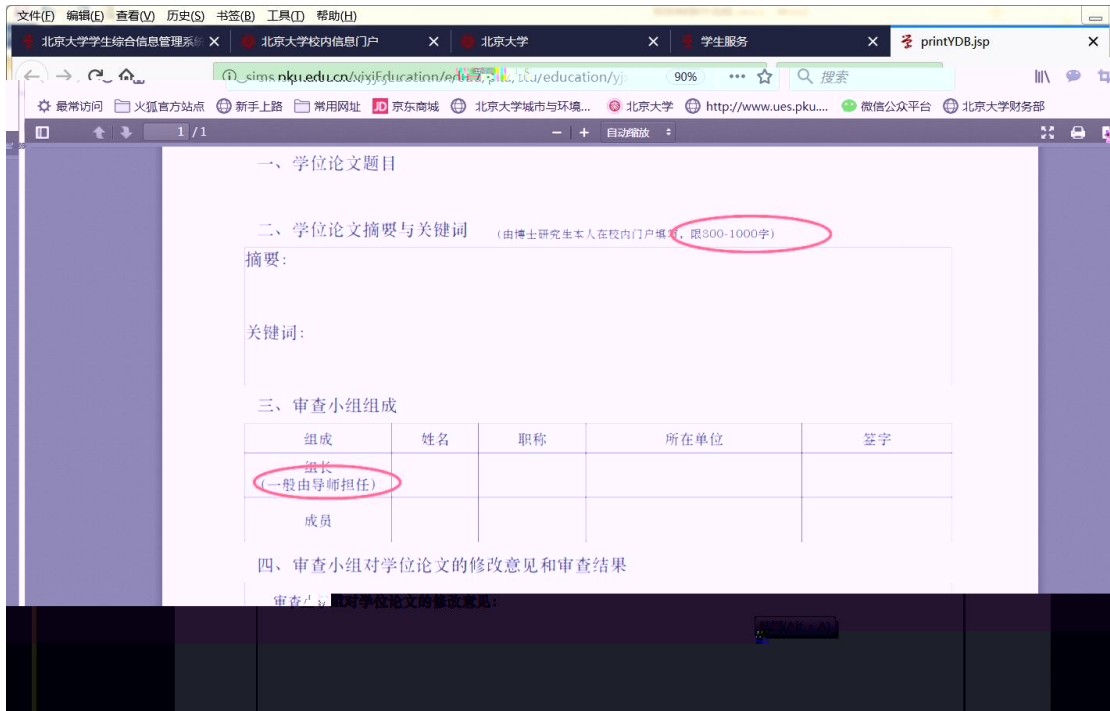 文件(F) 编辑(E) 查看(V) 历史(S) 书签(B) 工具(T) 帮助(H)
北京大学学生综合信息管理系统 × 北京大学校内信息门户 × 北京大学 × 学生服务 × printYDB.jsp ×
sims.pku.edu.cn 90% ··· 搜索
最常访问 火狐官方站点 新手上路 常用网址 JD 京东商城 北京大学城市与环境... 北京大学 http://www.ues.pku.... 微信公众平台 北京大学财务部
1 / 1 − + 自动缩放
一、学位论文题目
二、学位论文摘要与关键词 (由博士研究生本人在校内门户填写，限800-1000字)
摘要:
关键词:
三、审查小组组成
组成 姓名 职称 所在单位 签字
组长
(一般由导师担任)
成员
四、审查小组对学位论文的修改意见和审查结果
审查小组对学位论文的修改意见: